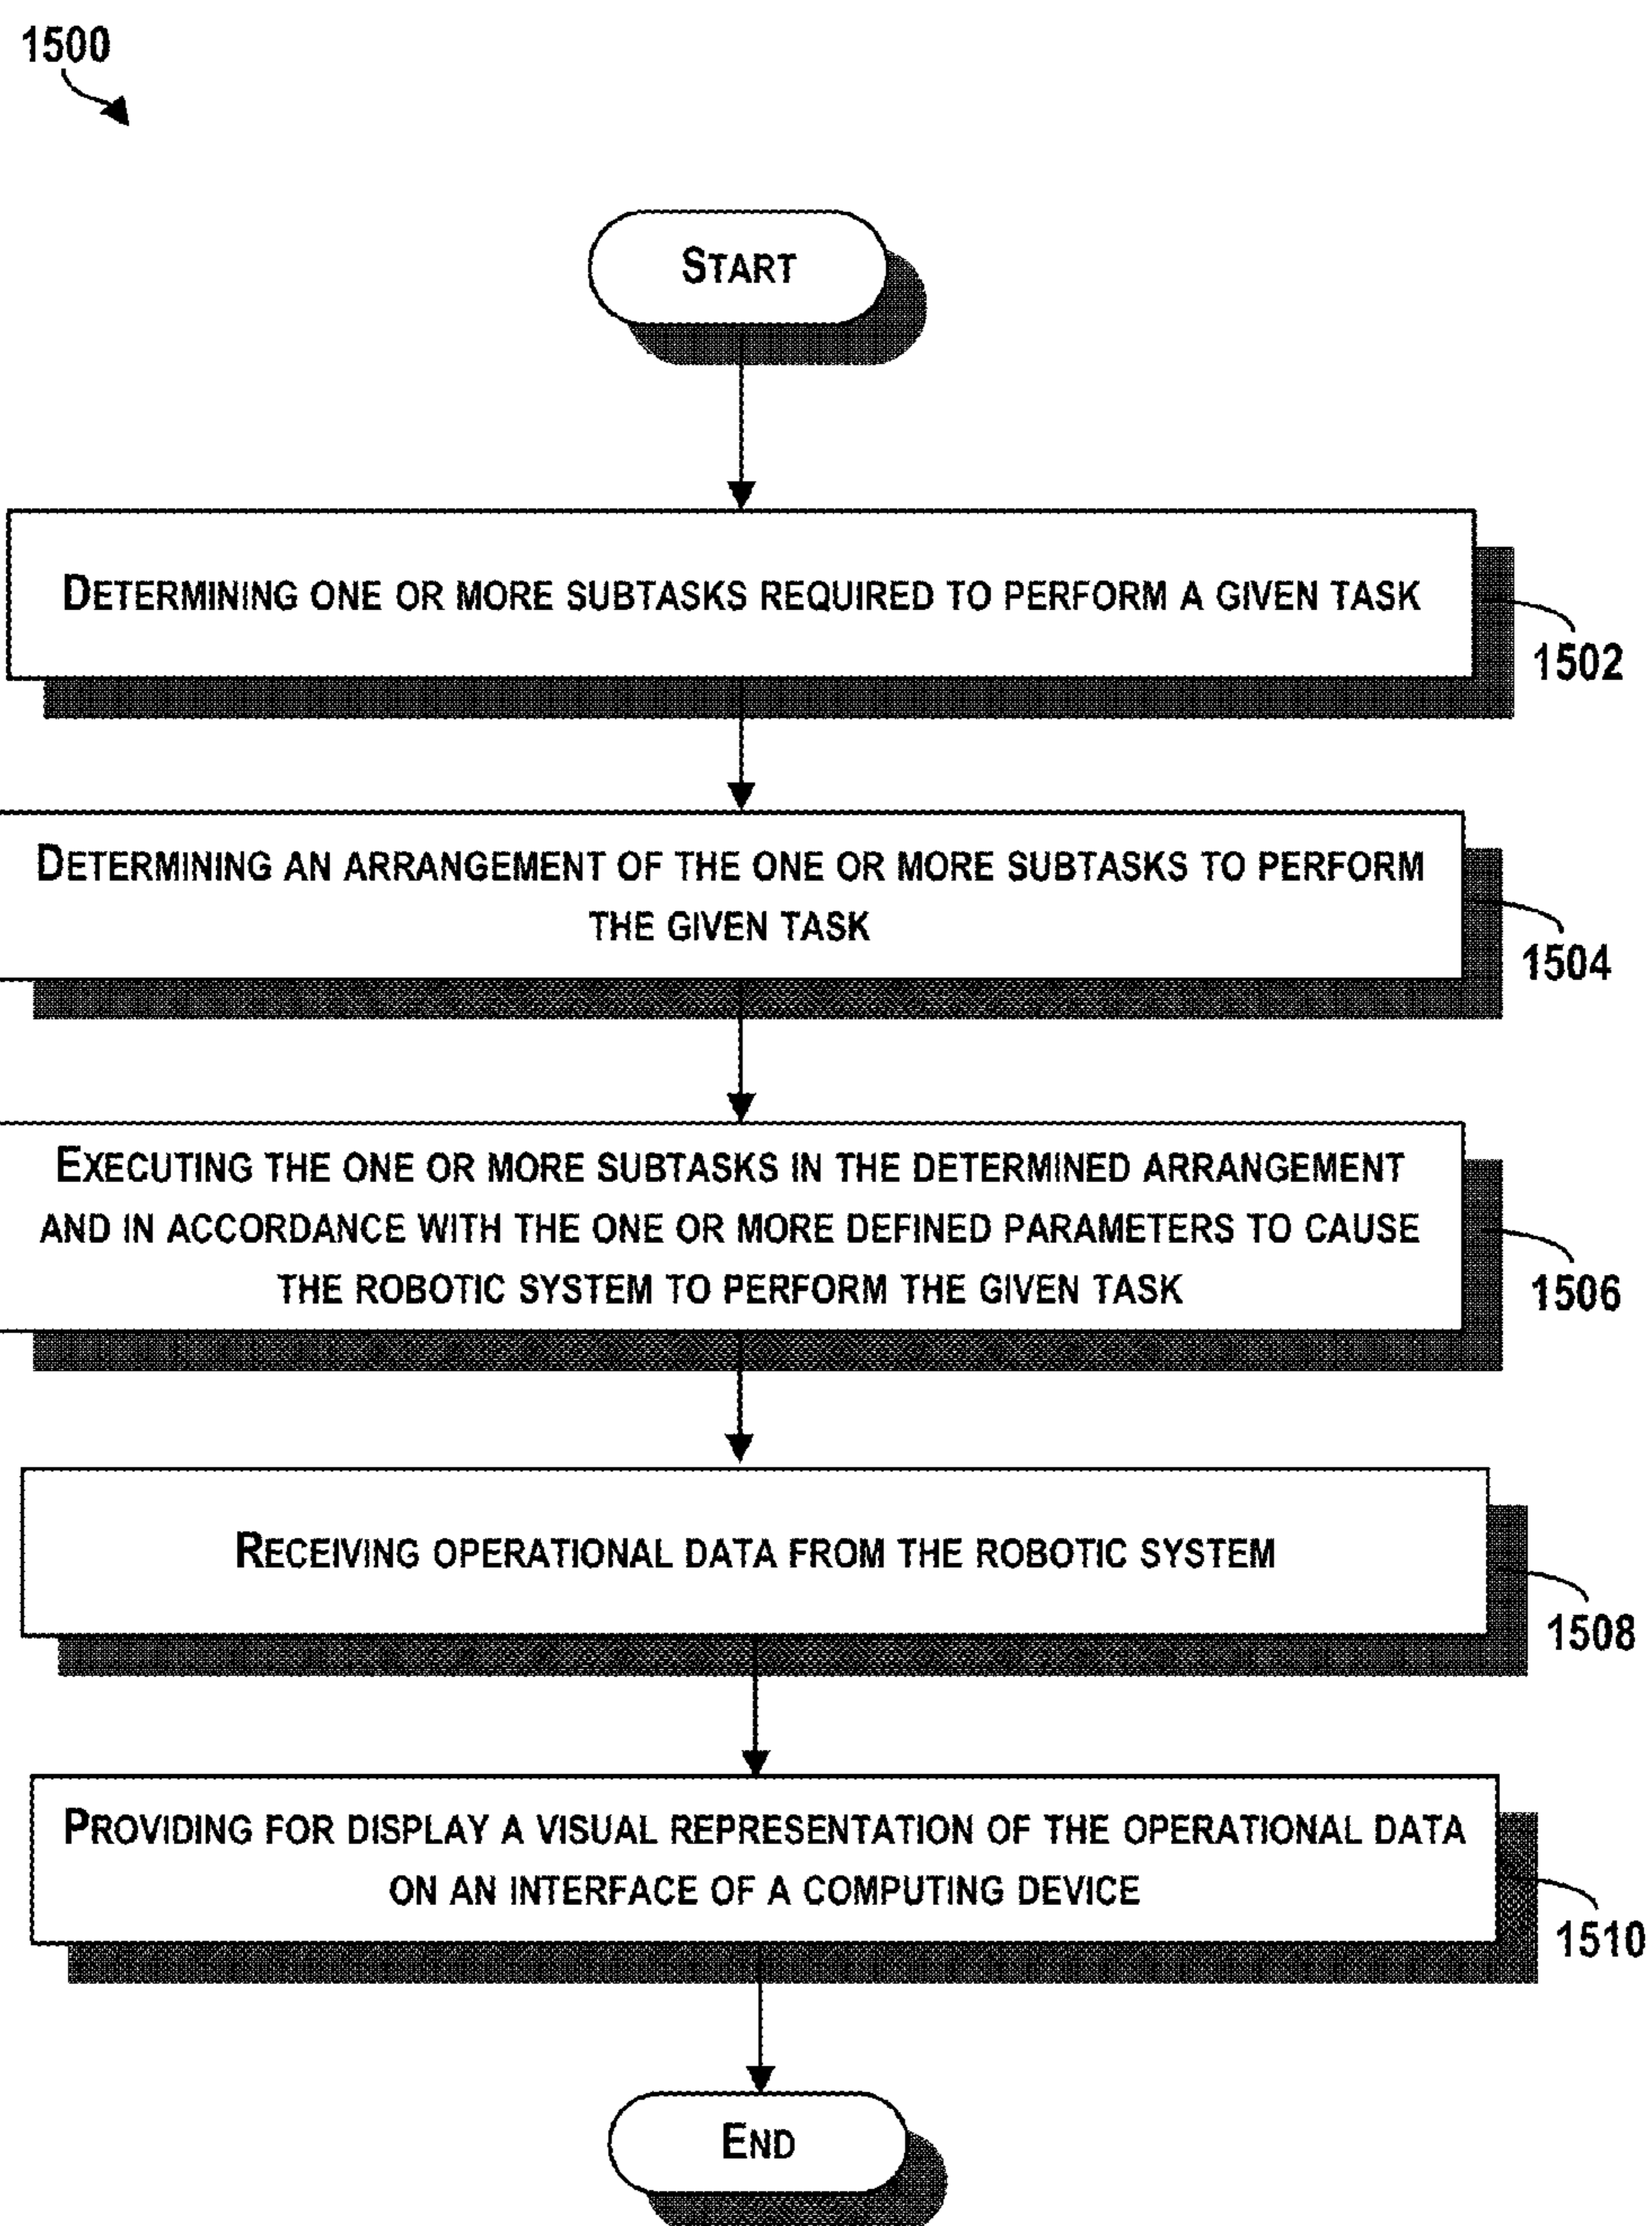 1500
START
DETERMINING ONE OR MORE SUBTASKS REQUIRED TO PERFORM A GIVEN TASK
1502
DETERMINING AN ARRANGEMENT OF THE ONE OR MORE SUBTASKS TO PERFORM
THE GIVEN TASK
1504
EXECUTING THE ONE OR MORE SUBTASKS IN THE DETERMINED ARRANGEMENT
AND IN ACCORDANCE WITH THE ONE OR MORE DEFINED PARAMETERS TO CAUSE
THE ROBOTIC SYSTEM TO PERFORM THE GIVEN TASK
1506
RECEIVING OPERATIONAL DATA FROM THE ROBOTIC SYSTEM
1508
PROVIDING FOR DISPLAY A VISUAL REPRESENTATION OF THE OPERATIONAL DATA
ON AN INTERFACE OF A COMPUTING DEVICE
1510
END